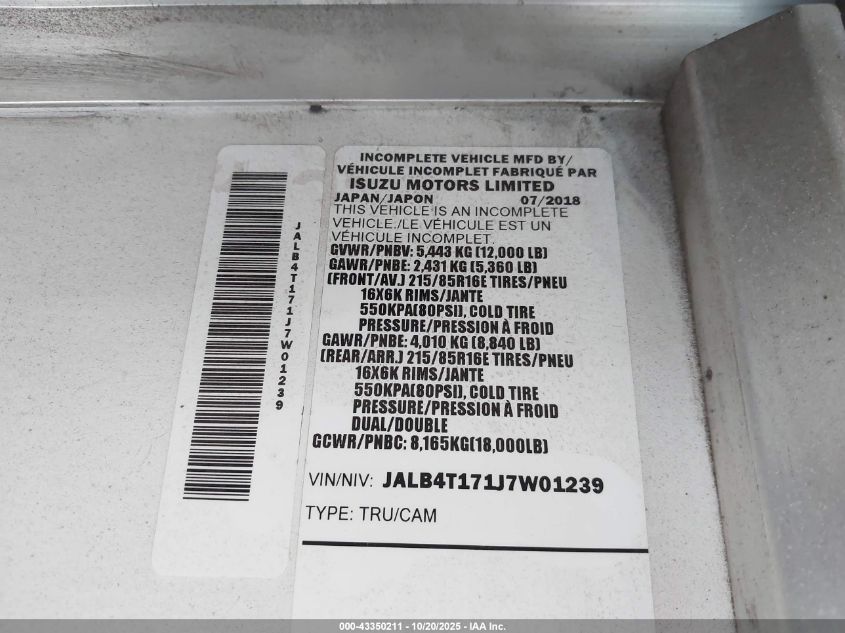 JALB4T171J7W01239
INCOMPLETE VEHICLE MFD BY/
VÉHICULE INCOMPLET FABRIQUÉ PAR
ISUZU MOTORS LIMITED
JAPAN/JAPON 07/2018
THIS VEHICLE IS AN INCOMPLETE
VEHICLE./LE VÉHICULE EST UN
VÉHICULE INCOMPLET.
GVWR/PNBV: 5,443 KG (12,000 LB)
GAWR/PNBE: 2,431 KG (5,360 LB)
(FRONT/AV.) 215/85R16E TIRES/PNEU
16X6K RIMS/JANTE
550KPA(80PSI), COLD TIRE
PRESSURE/PRESSION À FROID
GAWR/PNBE: 4,010 KG (8,840 LB)
(REAR/ARR.) 215/85R16E TIRES/PNEU
16X6K RIMS/JANTE
550KPA(80PSI), COLD TIRE
PRESSURE/PRESSION À FROID
DUAL/DOUBLE
GCWR/PNBC: 8,165KG(18,000LB)
VIN/NIV: JALB4T171J7W01239
TYPE: TRU/CAM
000-43350211 - 10/20/2025 - IAA Inc.